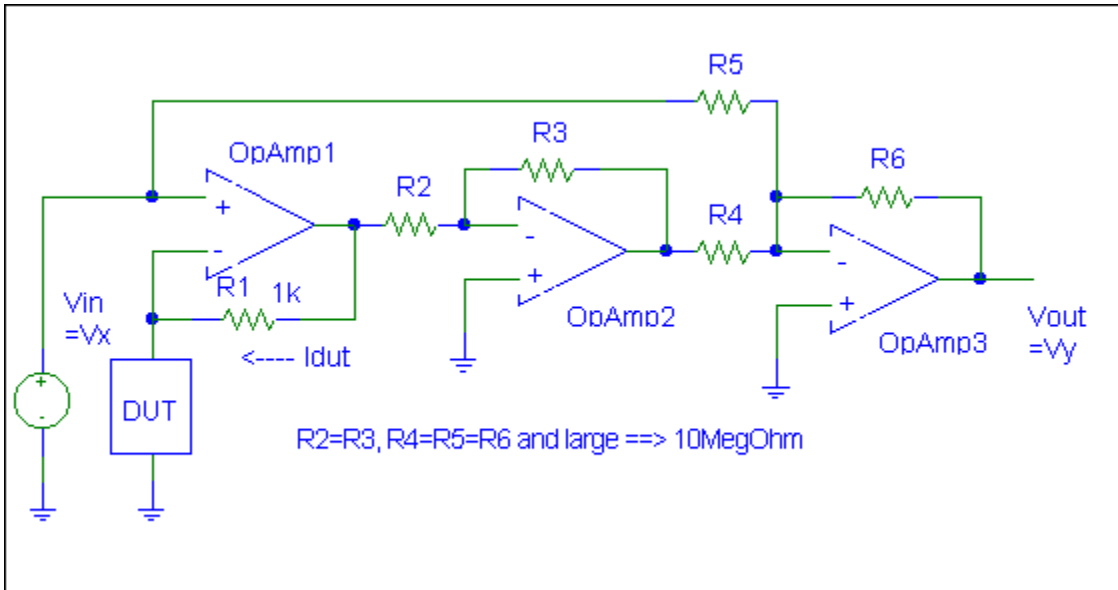 R5
R3
OpAmp1
R6
R2
R4
+
-
-
+
-
+
R1 1k
Vin
=Vx
<---- Idut
OpAmp2
OpAmp3
Vout
=Vy
+
-
DUT
R2=R3, R4=R5=R6 and large ==> 10MegOhm